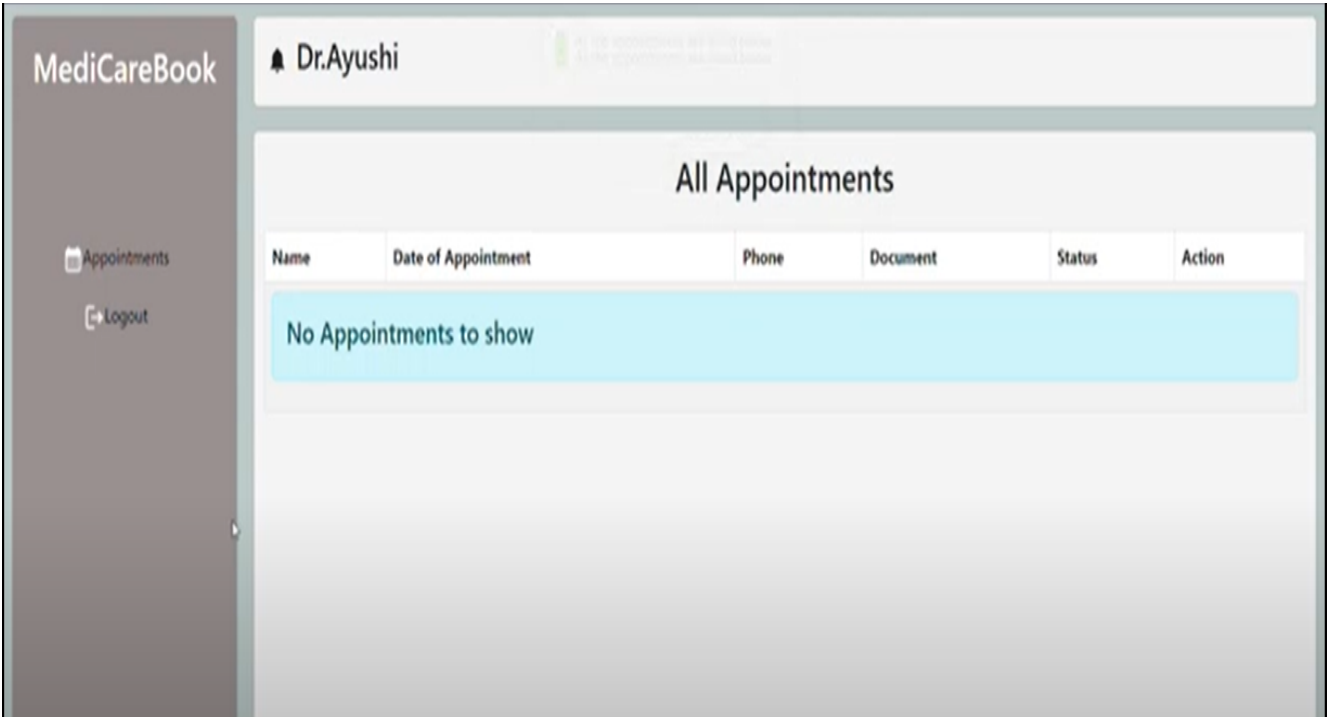 MediCareBook
Dr.Ayushi
All Appointments
Appointments
Logout
Name Date of Appointment Phone Document Status Action
No Appointments to show